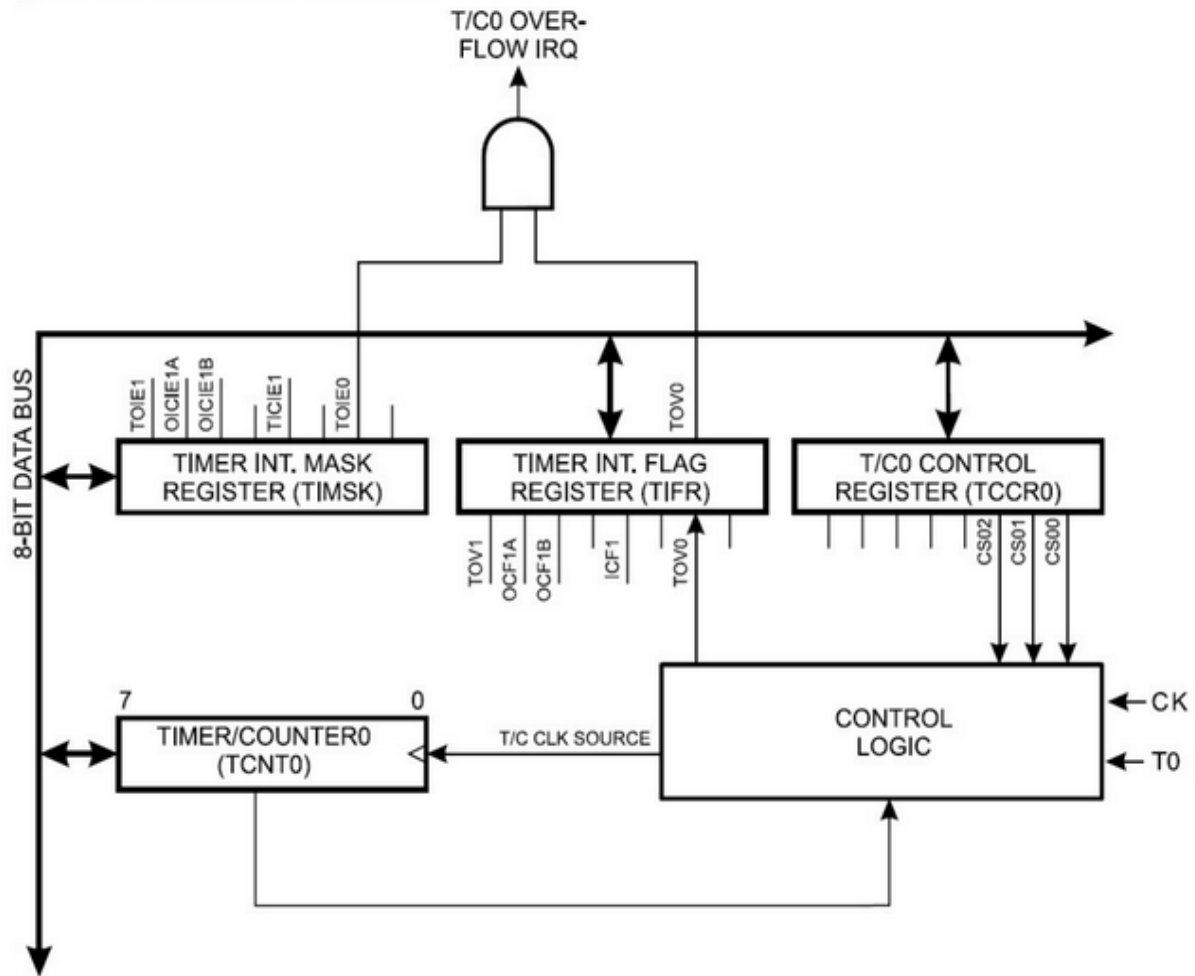 T/C0 OVER-
FLOW IRQ
8-BIT DATA BUS
TOIE1
OICIE1A
OICIE1B
TICIE1
TOIE0
TOV0
TIMER INT. MASK
REGISTER (TIMSK)
TIMER INT. FLAG
REGISTER (TIFR)
T/C0 CONTROL
REGISTER (TCCR0)
TOV1
OCF1A
OCF1B
ICF1
TOV0
CS02
CS01
CS00
7
0
TIMER/COUNTER0
(TCNT0)
T/C CLK SOURCE
CONTROL
LOGIC
CK
T0